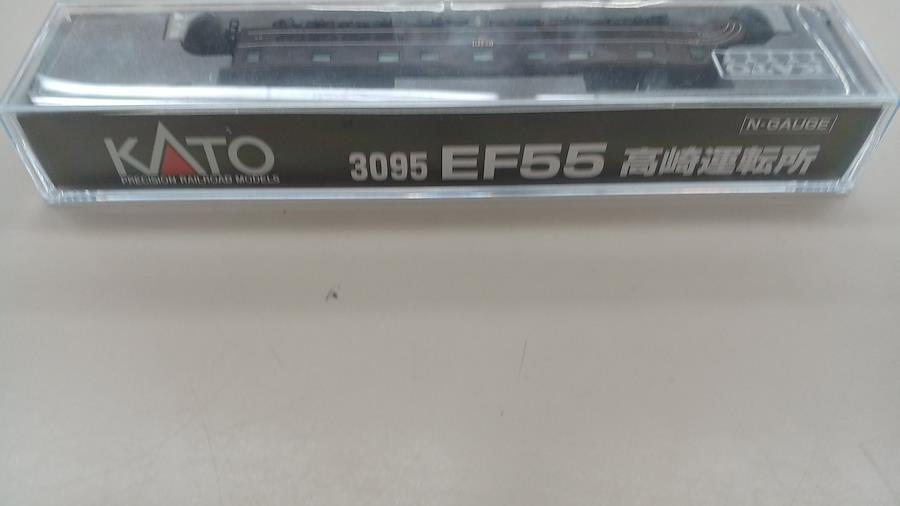 N-GAUGE
KATO
PRECISION RAILROAD MODELS
3095 EF55 高崎運転所